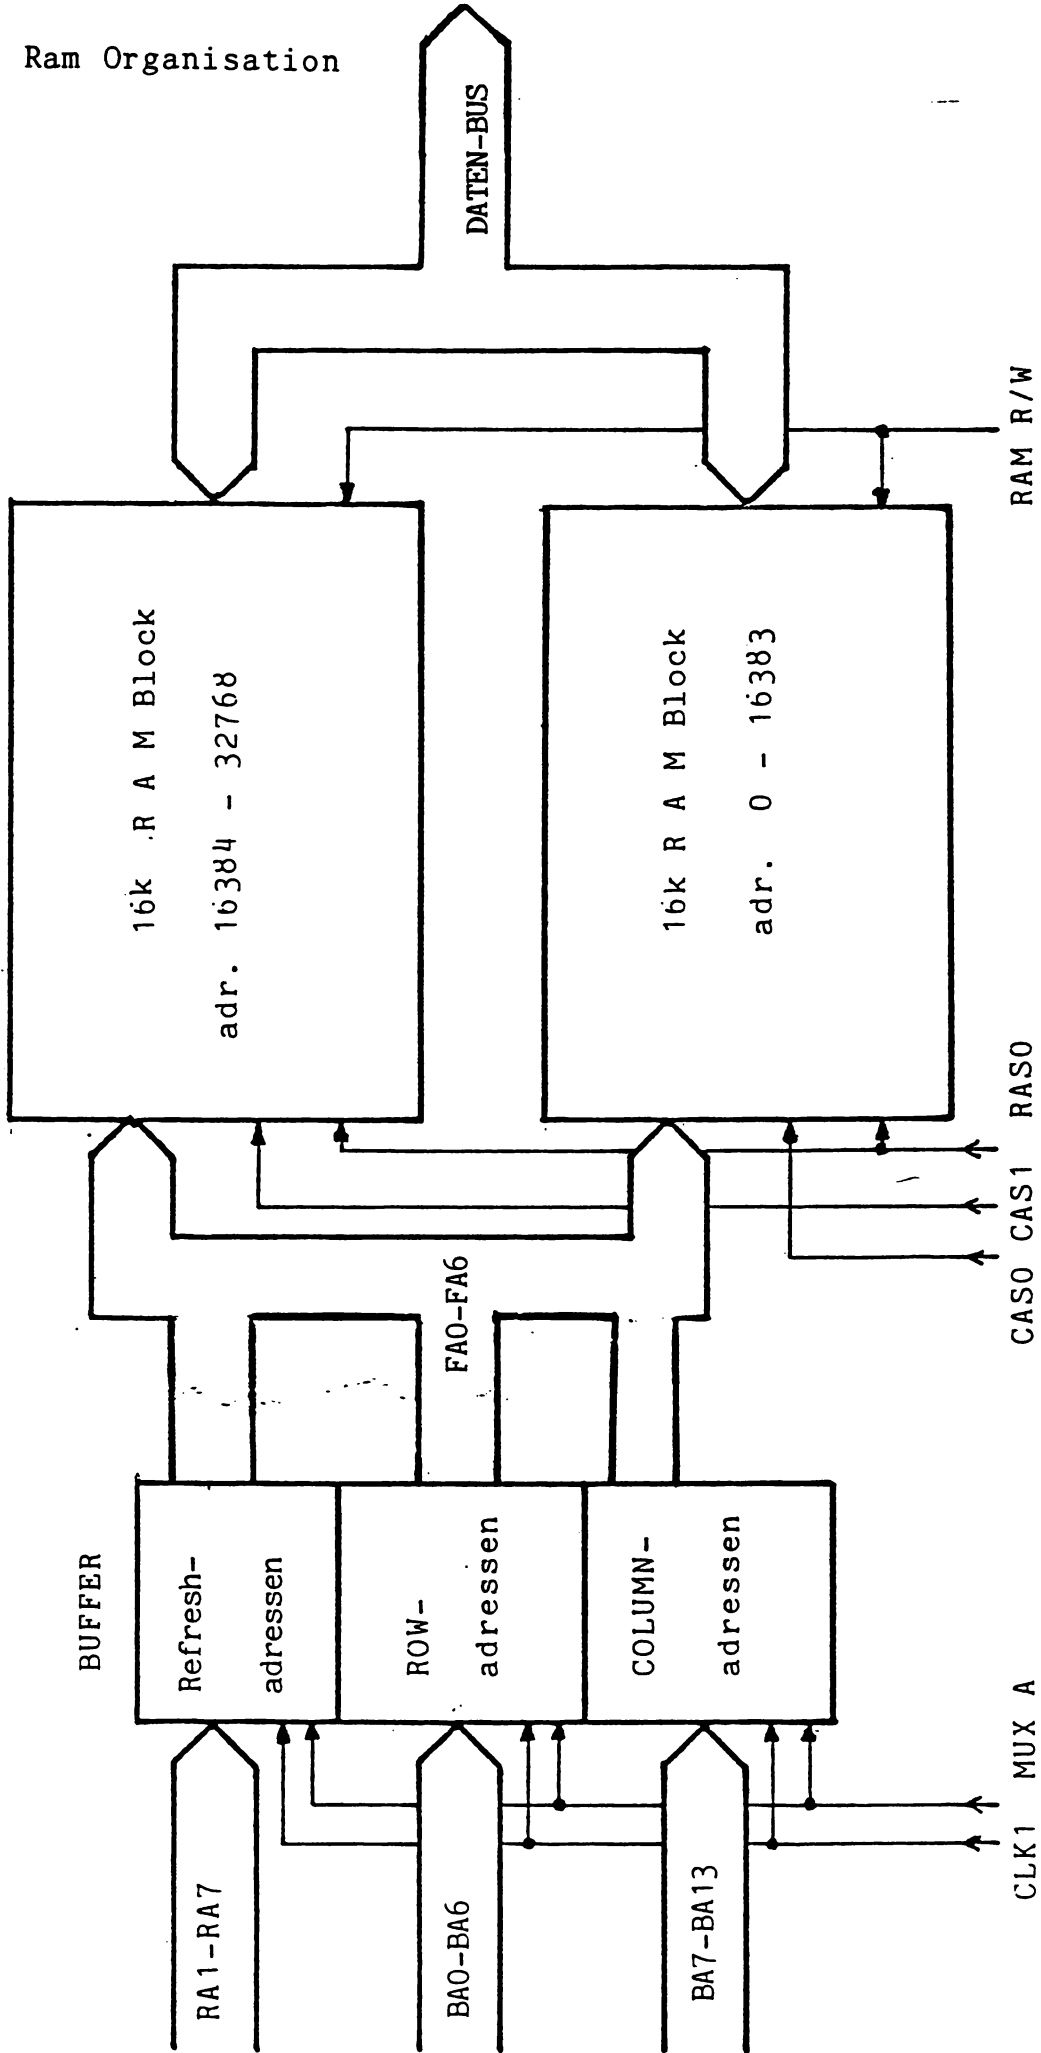 Ram Organisation
DATEN-BUS
RAM R/W
16k R A M Block
adr. 16384 - 32768
16k R A M Block
adr. 0 - 16383
CAS0 CAS1 RAS0
FA0-FA6
BUFFER
Refresh-
adressen
ROW-
adressen
COLUMN-
adressen
CLK1 MUX A
RA1-RA7
BA0-BA6
BA7-BA13